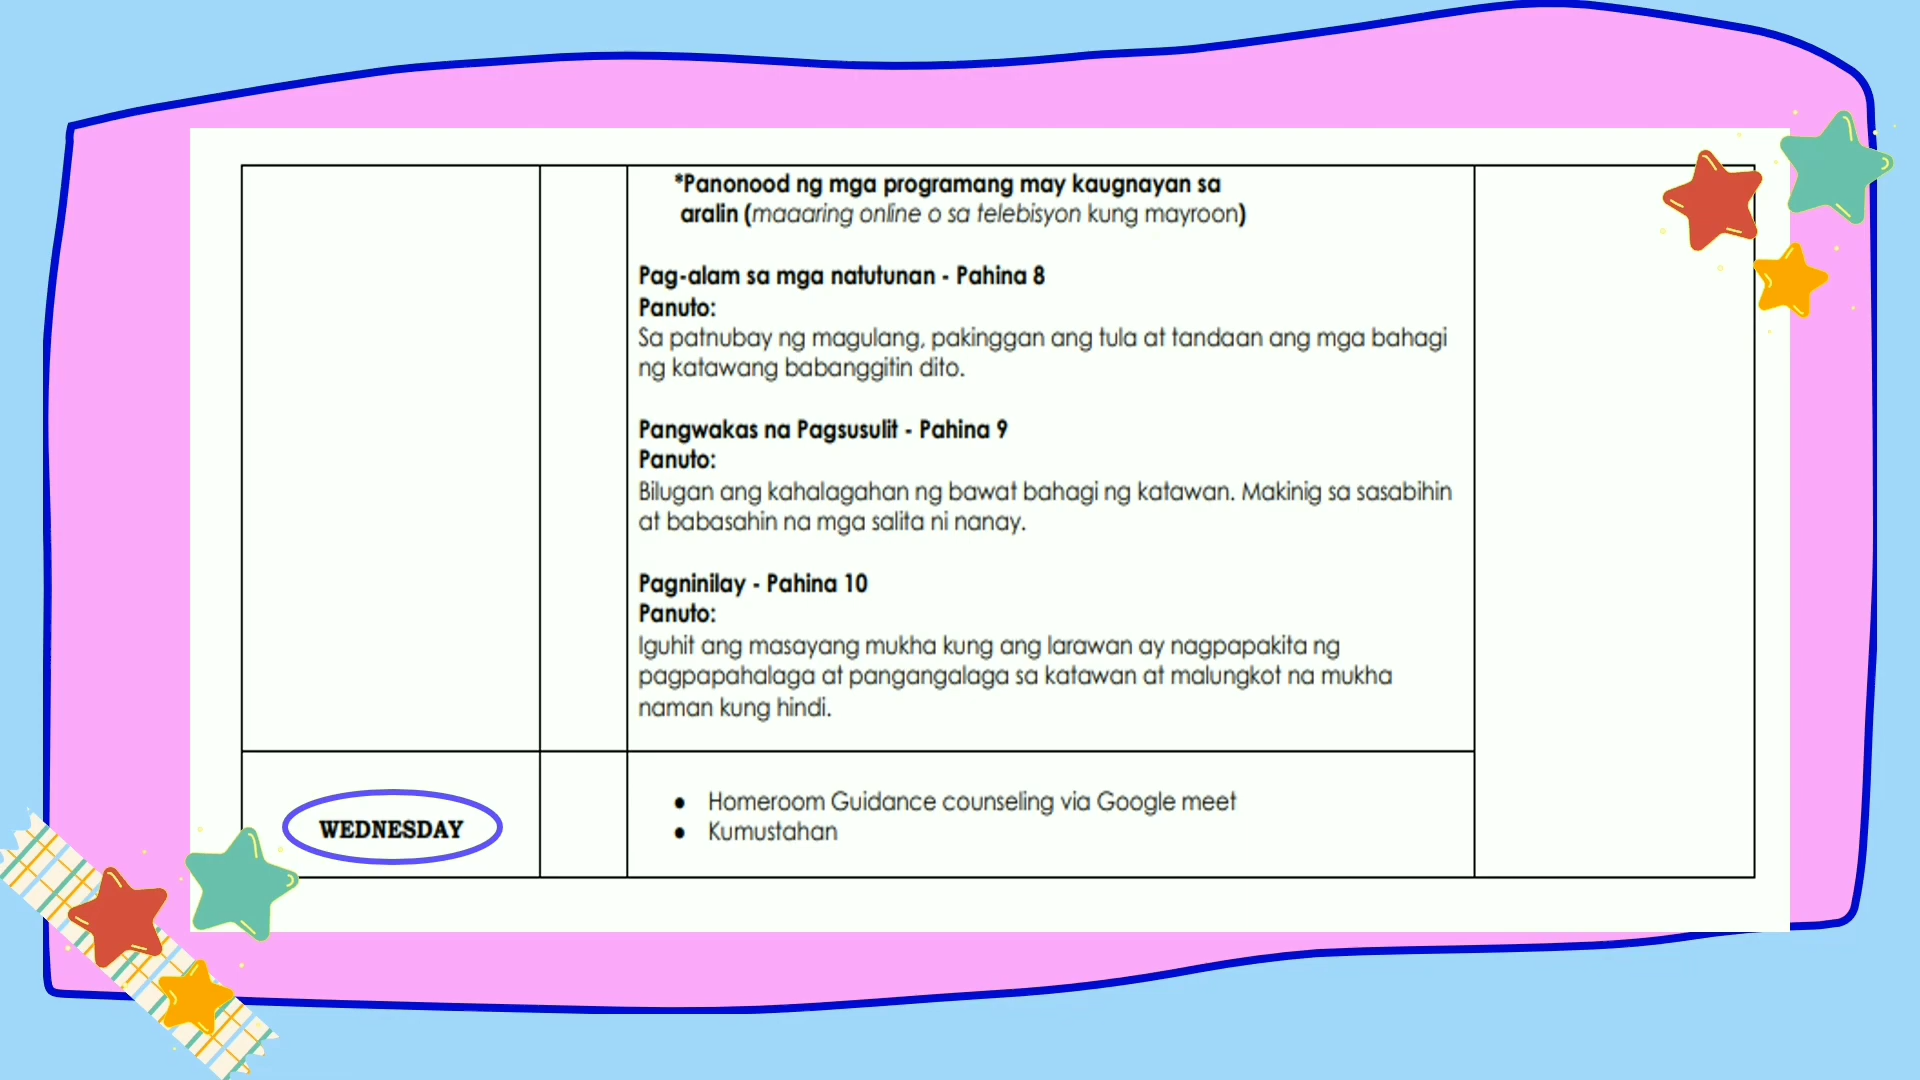 *Panonood ng mga programang may kaugnayan sa
aralin (maaaring online o sa telebisyon kung mayroon)
Pag-alam sa mga natutunan - Pahina 8
Panuto:
Sa patnubay ng magulang, pakinggan ang tula at tandaan ang mga bahagi
ng katawang babanggitin dito.
Pangwakas na Pagsusulit - Pahina 9
Panuto:
Bilugan ang kahalagahan ng bawat bahagi ng katawan. Makinig sa sasabihin
at babasahin na mga salita ni nanay.
Pagninilay - Pahina 10
Panuto:
Iguhit ang masayang mukha kung ang larawan ay nagpapakita ng
pagpapahalaga at pangangalaga sa katawan at malungkot na mukha
naman kung hindi.
WEDNESDAY
● Homeroom Guidance counseling via Google meet
● Kumustahan